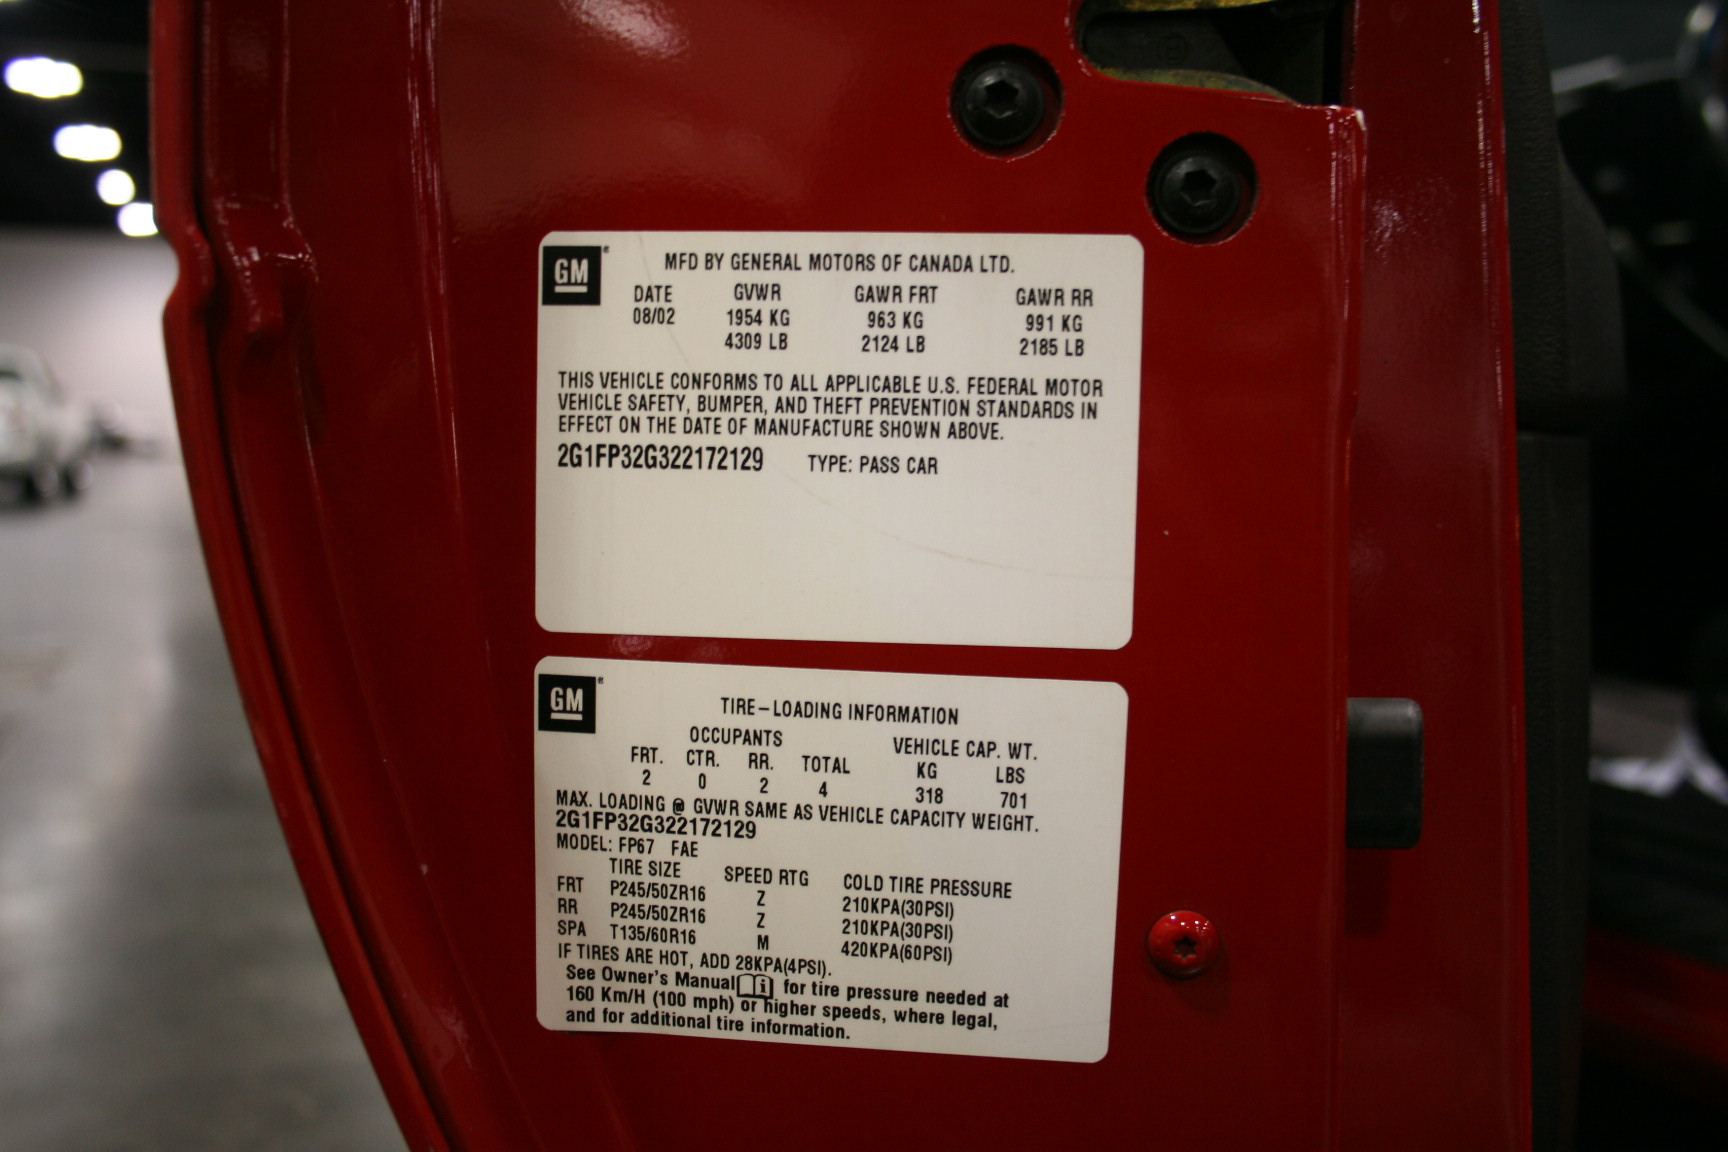 GM®
MFD BY GENERAL MOTORS OF CANADA LTD.
DATE GVWR GAWR FRT GAWR RR
08/02 1954 KG 963 KG 991 KG
4309 LB 2124 LB 2185 LB
THIS VEHICLE CONFORMS TO ALL APPLICABLE U.S. FEDERAL MOTOR
VEHICLE SAFETY, BUMPER, AND THEFT PREVENTION STANDARDS IN
EFFECT ON THE DATE OF MANUFACTURE SHOWN ABOVE.
2G1FP32G322172129 TYPE: PASS CAR
GM®
TIRE-LOADING INFORMATION
OCCUPANTS VEHICLE CAP. WT.
FRT. CTR. RR. TOTAL KG LBS
2 0 2 4 318 701
MAX. LOADING @ GVWR SAME AS VEHICLE CAPACITY WEIGHT.
2G1FP32G322172129
MODEL: FP67 FAE
TIRE SIZE SPEED RTG COLD TIRE PRESSURE
FRT P245/50ZR16 Z 210KPA(30PSI)
RR P245/50ZR16 Z 210KPA(30PSI)
SPA T135/60R16 M 420KPA(60PSI)
IF TIRES ARE HOT, ADD 28KPA(4PSI).
See Owner's Manual i for tire pressure needed at
160 Km/H (100 mph) or higher speeds, where legal,
and for additional tire information.